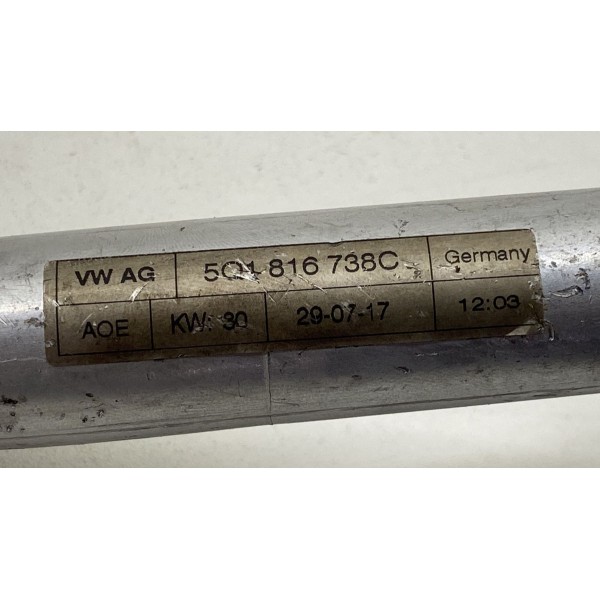 VW AG 5Q1 816 738C Germany
AOE KW: 30 29-07-17 12:03